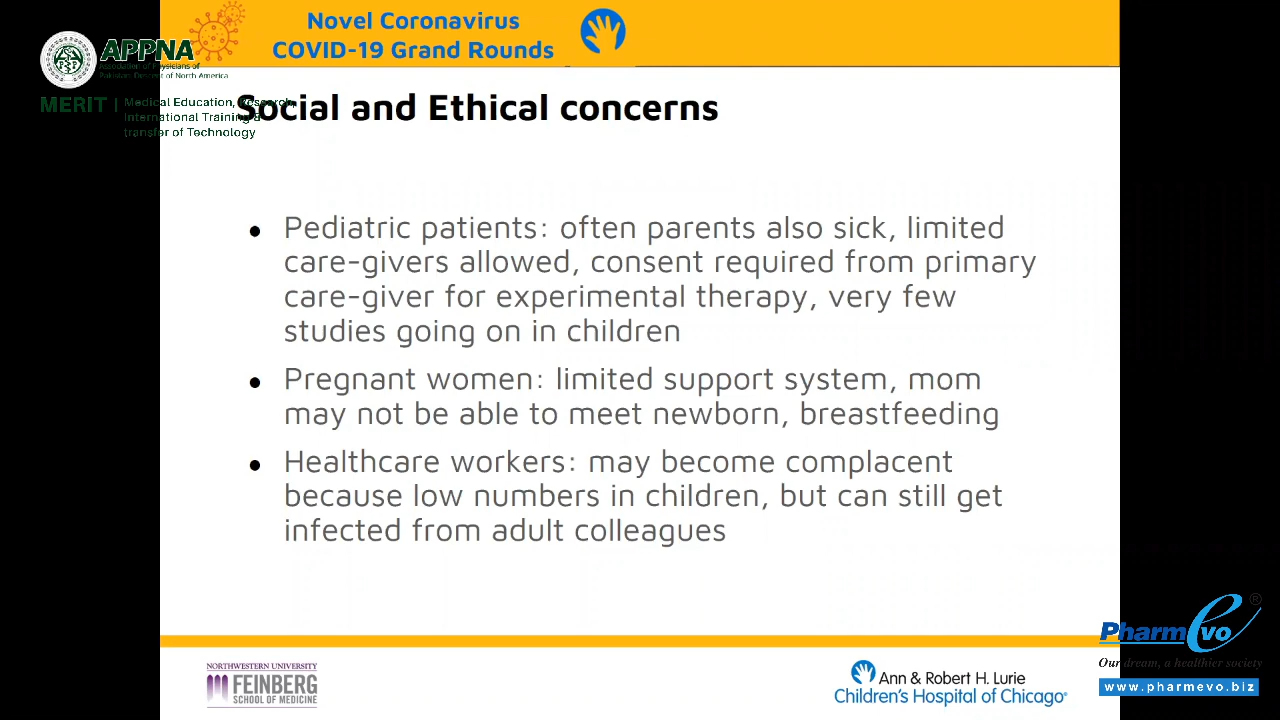 Novel Coronavirus
COVID-19 Grand Rounds
APPNA
Association of Physicians of
Pakistani Descent of North America
MERIT | Medical Education, Research,
International Training &
transfer of Technology
Social and Ethical concerns
• Pediatric patients: often parents also sick, limited
care-givers allowed, consent required from primary
care-giver for experimental therapy, very few
studies going on in children
• Pregnant women: limited support system, mom
may not be able to meet newborn, breastfeeding
• Healthcare workers: may become complacent
because low numbers in children, but can still get
infected from adult colleagues
NORTHWESTERN UNIVERSITY
FEINBERG
SCHOOL OF MEDICINE
Ann & Robert H. Lurie
Children's Hospital of Chicago
PharmEvo®
Our dream, a healthier society
www.pharmevo.biz